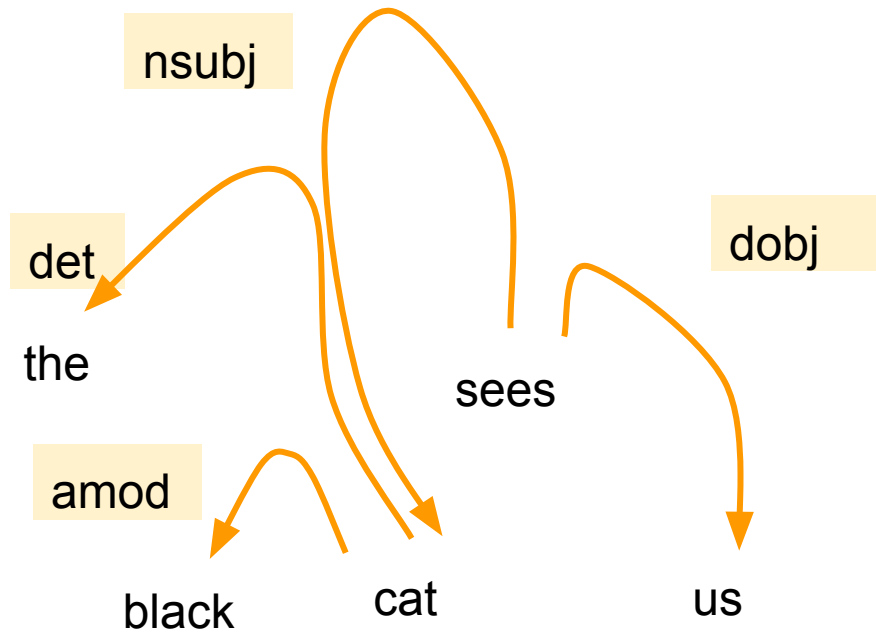 nsubj
det
dobj
the
sees
amod
black
cat
us